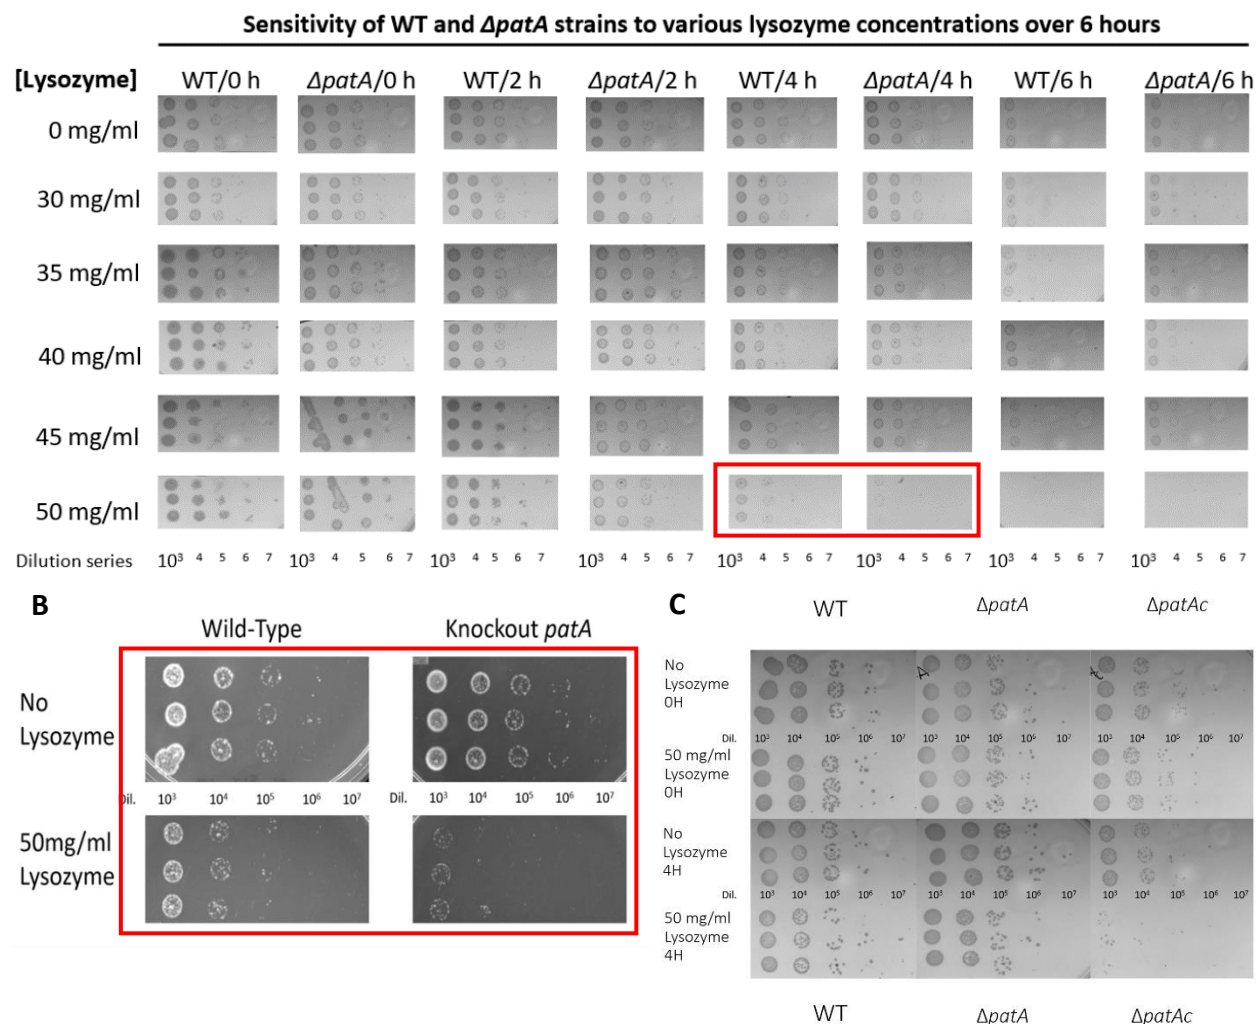 Sensitivity of WT and ΔpatA strains to various lysozyme concentrations over 6 hours
[Lysozyme] WT/0 h ΔpatA/0 h WT/2 h ΔpatA/2 h WT/4 h ΔpatA/4 h WT/6 h ΔpatA/6 h
0 mg/ml
30 mg/ml
35 mg/ml
40 mg/ml
45 mg/ml
50 mg/ml
Dilution series 10³ 4 5 6 7 10³ 4 5 6 7 10³ 4 5 6 7 10³ 4 5 6 7 10³ 4 5 6 7 10³ 4 5 6 7 10³ 4 5 6 7 10³ 4 5 6 7
B
Wild-Type Knockout patA
No
Lysozyme
Dil. 10³ 10⁴ 10⁵ 10⁶ 10⁷ 10³ 10⁴ 10⁵ 10⁶ 10⁷
50mg/ml
Lysozyme
C
WT ΔpatA ΔpatAc
No
Lysozyme
0H
A
Ac
Dil. 10³ 10⁴ 10⁵ 10⁶ 10⁷ 10³ 10⁴ 10⁵ 10⁶ 10⁷ 10³ 10⁴ 10⁵ 10⁶ 10⁷
50 mg/ml
Lysozyme
0H
No
Lysozyme
4H
Dil. 10³ 10⁴ 10⁵ 10⁶ 10⁷ 10³ 10⁴ 10⁵ 10⁶ 10⁷ 10³ 10⁴ 10⁵ 10⁶ 10⁷
50 mg/ml
Lysozyme
4H
WT ΔpatA ΔpatAc